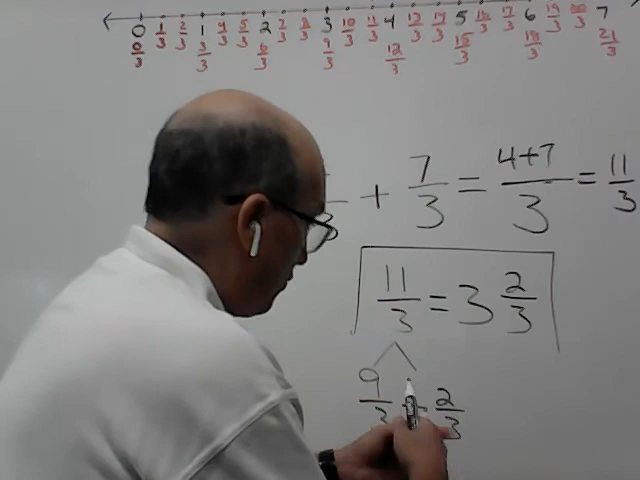 0 1/3 2/3 1 4/3 5/3 2 7/3 8/3 3 10/3 11/3 4 13/3 14/3 5 16/3 17/3 6 19/3 20/3 7
0/3 3/3 6/3 9/3 12/3 15/3 18/3 21/3
+ 7/3 = 4+7/3 = 11/3
11/3 = 3 2/3
9/3 + 2/3